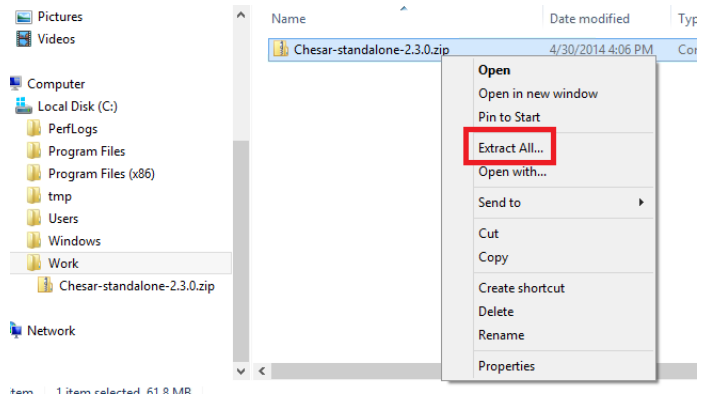 Pictures
Videos
Computer
Local Disk (C:)
PerfLogs
Program Files
Program Files (x86)
tmp
Users
Windows
Work
Chesar-standalone-2.3.0.zip
Network
Name
Date modified
Typ
Chesar-standalone-2.3.0.zip
4/30/2014 4:06 PM
Cor
Open
Open in new window
Pin to Start
Extract All...
Open with...
Send to
Cut
Copy
Create shortcut
Delete
Rename
Properties
tem 1 item selected 61.8 MB